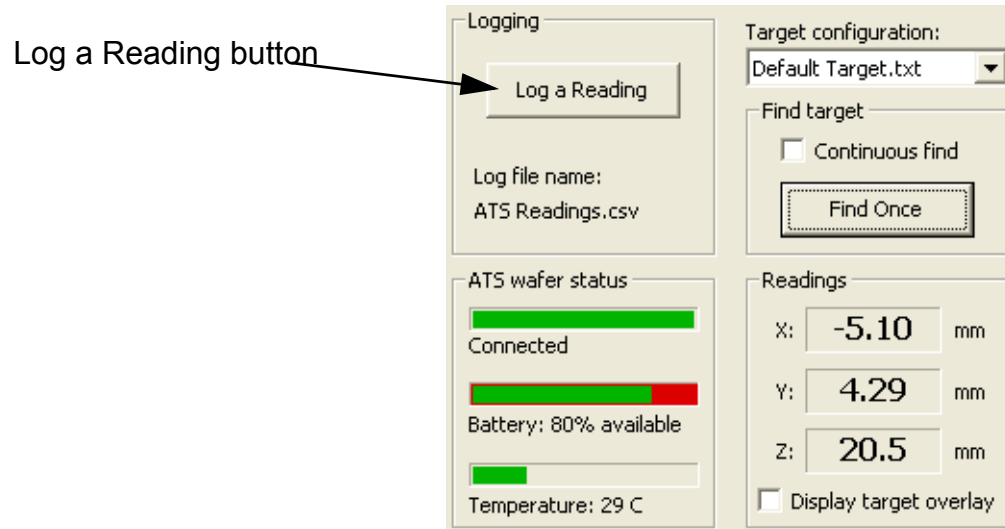 Log a Reading button
Logging
Log a Reading
Log file name:
ATS Readings.csv
Target configuration:
Default Target.txt
Find target
Continuous find
Find Once
ATS wafer status
Connected
Battery: 80% available
Temperature: 29 C
Readings
X: -5.10 mm
Y: 4.29 mm
Z: 20.5 mm
Display target overlay